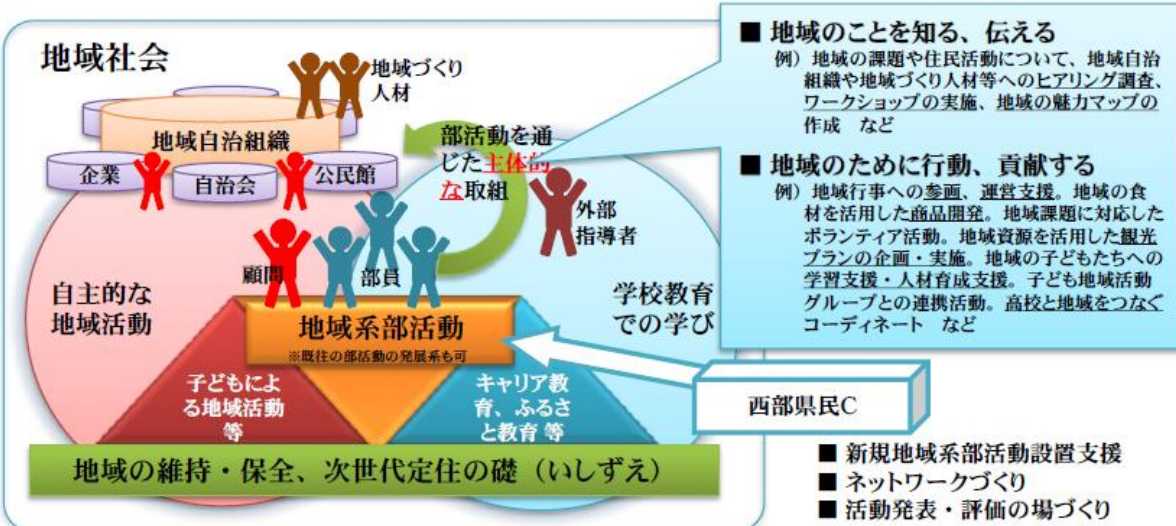 地域社会
地域づくり
人材
地域自治組織
企業
自治会
公民館
部活動を通
じた主体的
な取組
外部
指導者
顧問
部員
自主的な
地域活動
学校教育
での学び
地域系部活動
※既往の部活動の発展系も可
子どもによ
る地域活動
等
キャリア教
育、ふるさ
と教育 等
地域の維持・保全、次世代定住の礎（いしずえ）
■ 地域のことを知る、伝える
例）地域の課題や住民活動について、地域自治
組織や地域づくり人材等へのヒアリング調査、
ワークショップの実施、地域の魅力マップの
作成　など
■ 地域のために行動、貢献する
例）地域行事への参画、運営支援。地域の食
材を活用した商品開発。地域課題に対応した
ボランティア活動。地域資源を活用した観光
プランの企画・実施。地域の子どもたちへの
学習支援・人材育成支援。子ども地域活動
グループとの連携活動。高校と地域をつなぐ
コーディネート　など
西部県民C
■ 新規地域系部活動設置支援
■ ネットワークづくり
■ 活動発表・評価の場づくり